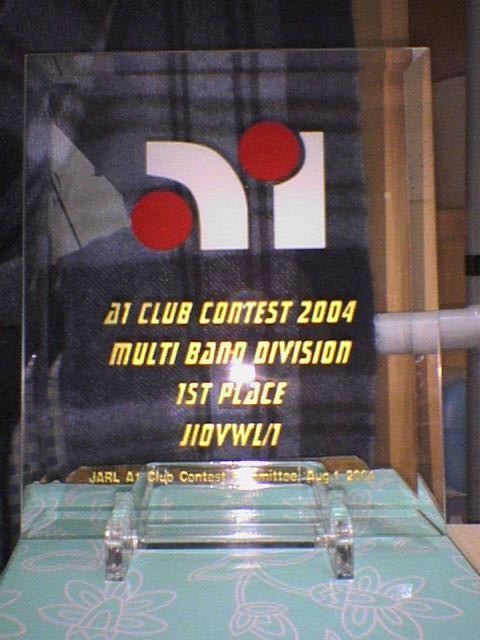 a1
A1 CLUB CONTEST 2004
MULTI BAND DIVISION
1ST PLACE
JI0VWL/1
JARL A1 Club Contest Committee, Aug 1 2004